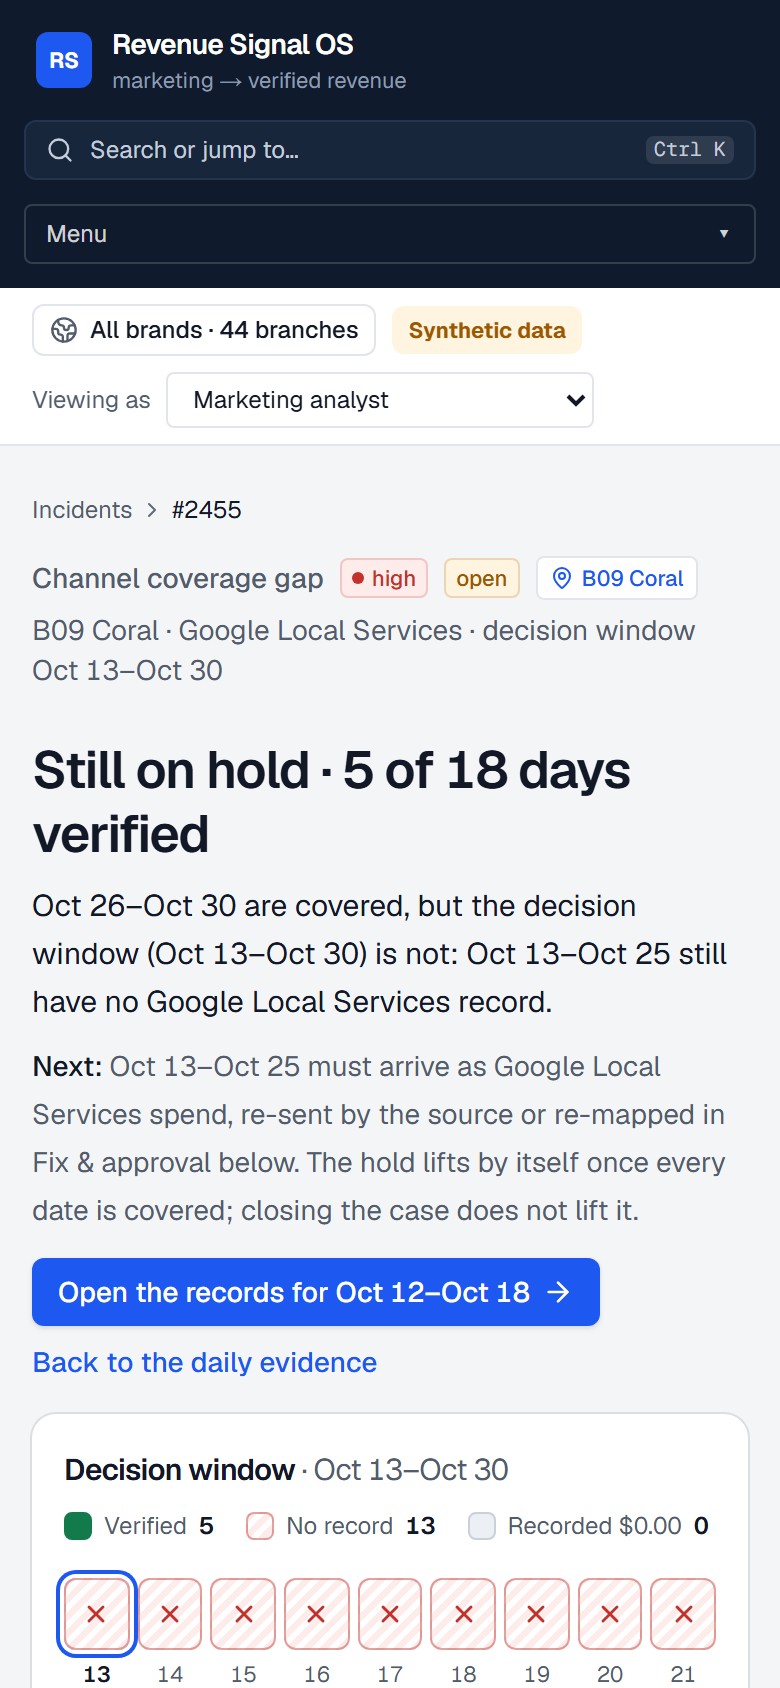 RS
Revenue Signal OS
marketing → verified revenue
Search or jump to...
Ctrl K
Menu
All brands · 44 branches
Synthetic data
Viewing as
Marketing analyst
Incidents > #2455
Channel coverage gap
high
open
B09 Coral
B09 Coral · Google Local Services · decision window
Oct 13–Oct 30
Still on hold · 5 of 18 days
verified
Oct 26–Oct 30 are covered, but the decision
window (Oct 13–Oct 30) is not: Oct 13–Oct 25 still
have no Google Local Services record.
Next: Oct 13–Oct 25 must arrive as Google Local
Services spend, re-sent by the source or re-mapped in
Fix & approval below. The hold lifts by itself once every
date is covered; closing the case does not lift it.
Open the records for Oct 12–Oct 18 →
Back to the daily evidence
Decision window · Oct 13–Oct 30
Verified 5
No record 13
Recorded $0.00 0
13 14 15 16 17 18 19 20 21